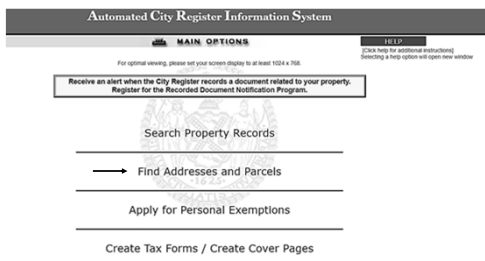 Automated City Register Information System
MAIN OPTIONS
HELP
[Click help for additional instructions]
Selecting a help option will open new window
For optimal viewing, please set your screen display to at least 1024 x 768.
Receive an alert when the City Register records a document related to your property.
Register for the Recorded Document Notification Program.
Search Property Records
Find Addresses and Parcels
1625
Apply for Personal Exemptions
Create Tax Forms / Create Cover Pages